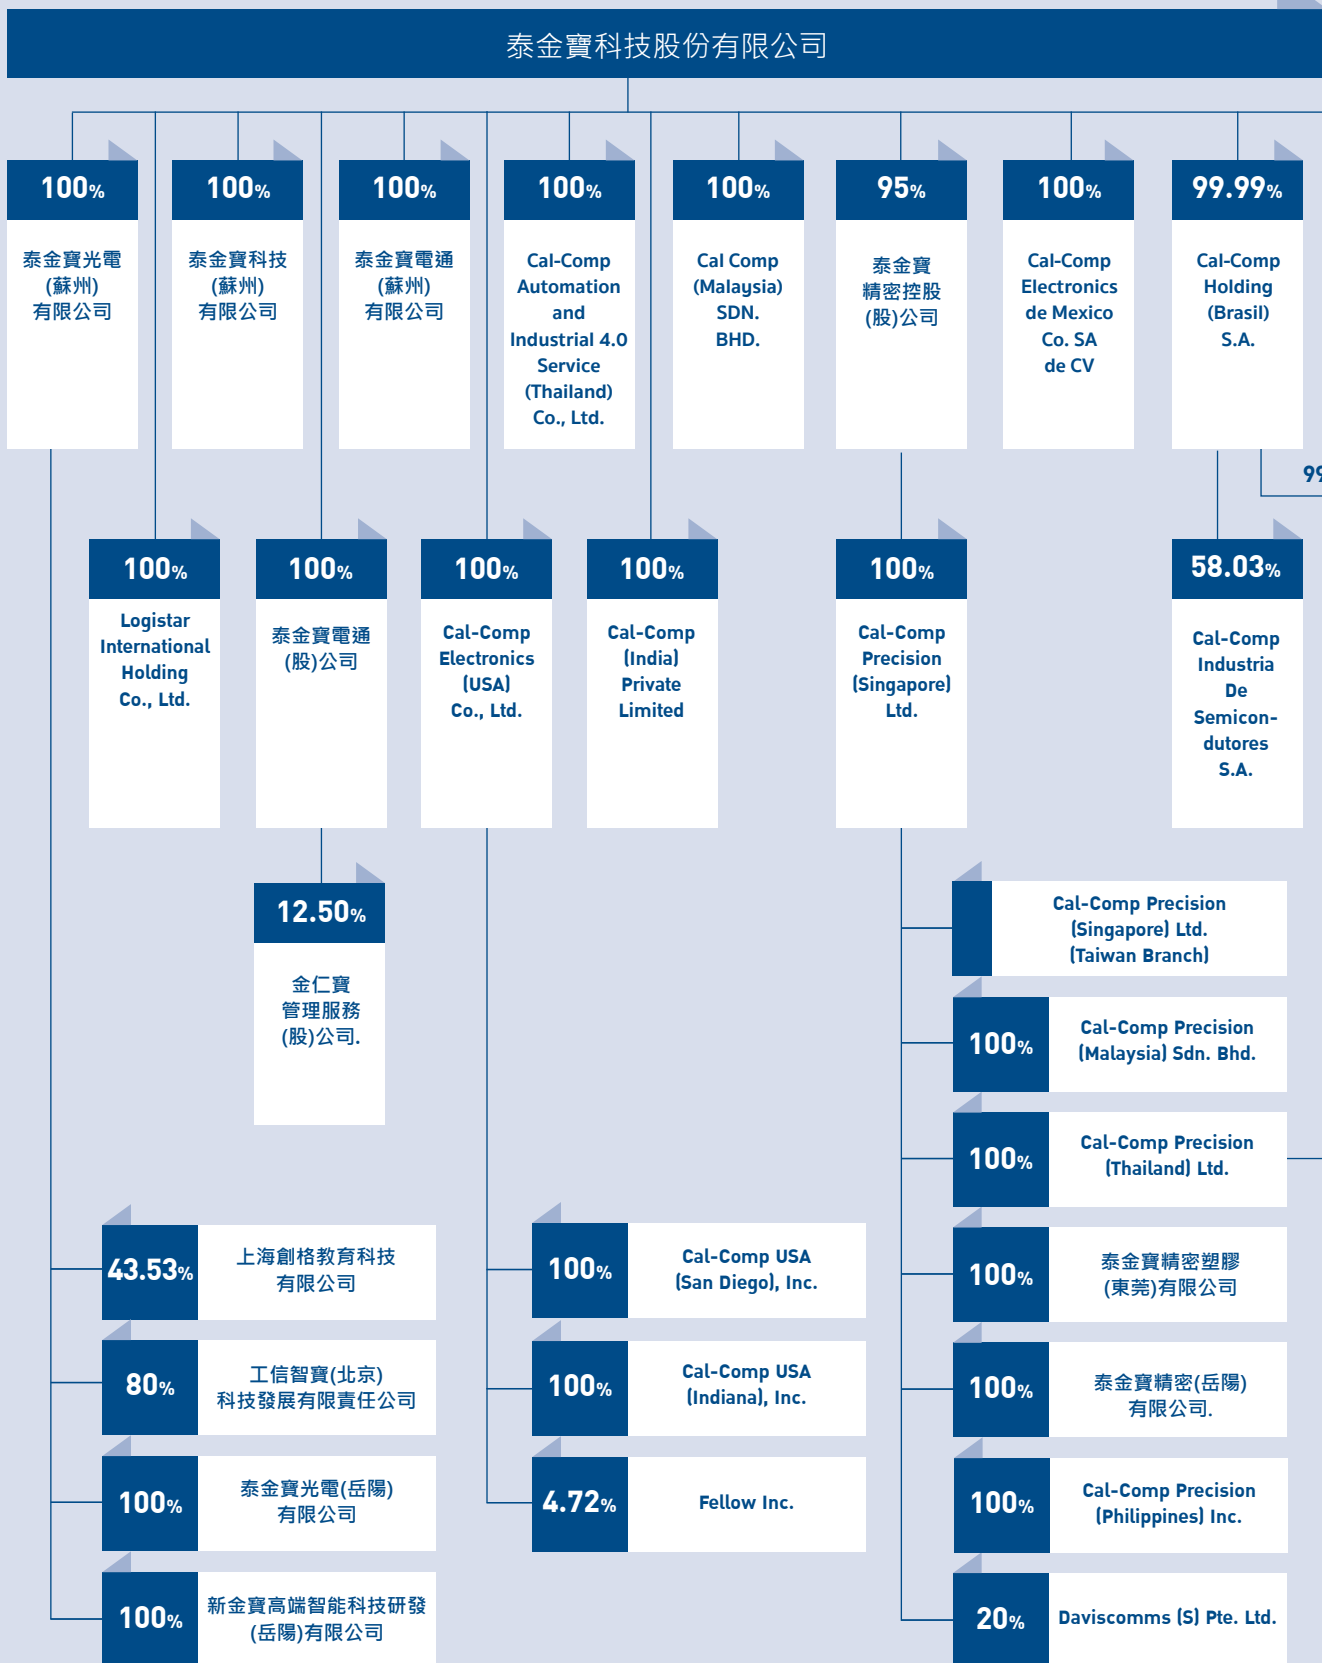 泰金寶科技股份有限公司
100%
泰金寶光電
(蘇州)
有限公司
100%
泰金寶科技
(蘇州)
有限公司
100%
泰金寶電通
(蘇州)
有限公司
100%
Cal-Comp
Automation
and
Industrial 4.0
Service
(Thailand)
Co., Ltd.
100%
Cal Comp
(Malaysia)
SDN.
BHD.
95%
泰金寶
精密控股
(股)公司
100%
Cal-Comp
Electronics
de Mexico
Co. SA
de CV
99.99%
Cal-Comp
Holding
(Brasil)
S.A.
99
100%
Logistar
International
Holding
Co., Ltd.
100%
泰金寶電通
(股)公司
100%
Cal-Comp
Electronics
(USA)
Co., Ltd.
100%
Cal-Comp
(India)
Private
Limited
100%
Cal-Comp
Precision
(Singapore)
Ltd.
58.03%
Cal-Comp
Industria
De
Semicon-
dutores
S.A.
12.50%
金仁寶
管理服務
(股)公司.
43.53%
上海創格教育科技
有限公司
80%
工信智寶(北京)
科技發展有限責任公司
100%
泰金寶光電(岳陽)
有限公司
100%
新金寶高端智能科技研發
(岳陽)有限公司
100%
Cal-Comp USA
(San Diego), Inc.
100%
Cal-Comp USA
(Indiana), Inc.
4.72%
Fellow Inc.
Cal-Comp Precision
(Singapore) Ltd.
(Taiwan Branch)
100%
Cal-Comp Precision
(Malaysia) Sdn. Bhd.
100%
Cal-Comp Precision
(Thailand) Ltd.
100%
泰金寶精密塑膠
(東莞)有限公司
100%
泰金寶精密(岳陽)
有限公司.
100%
Cal-Comp Precision
(Philippines) Inc.
20%
Daviscomms (S) Pte. Ltd.